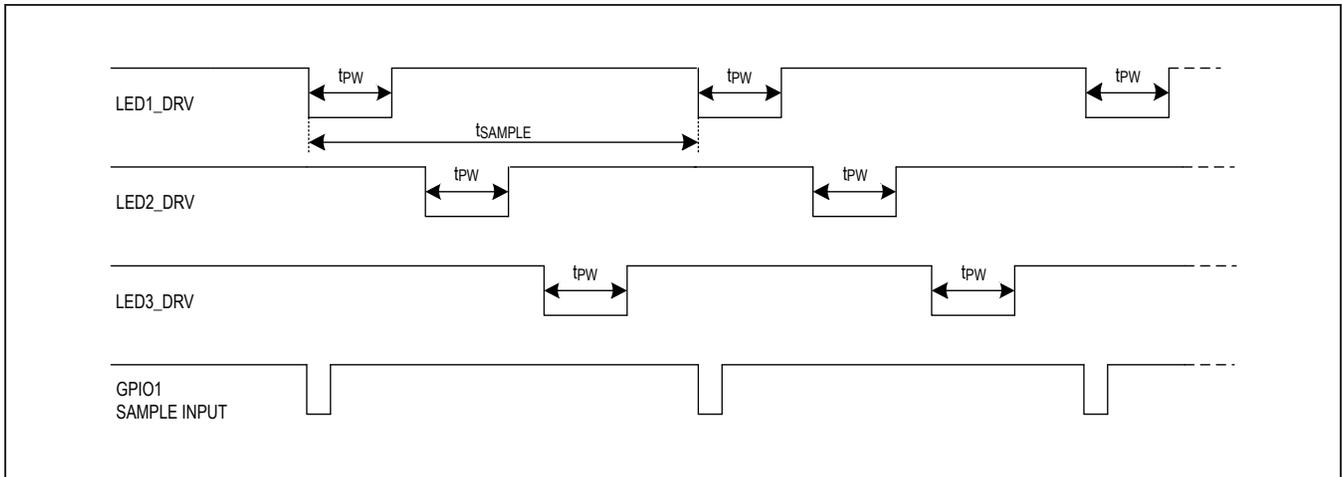 tPW
tPW
tPW
LED1_DRV
tSAMPLE
tPW
tPW
LED2_DRV
tPW
tPW
LED3_DRV
GPIO1
SAMPLE INPUT